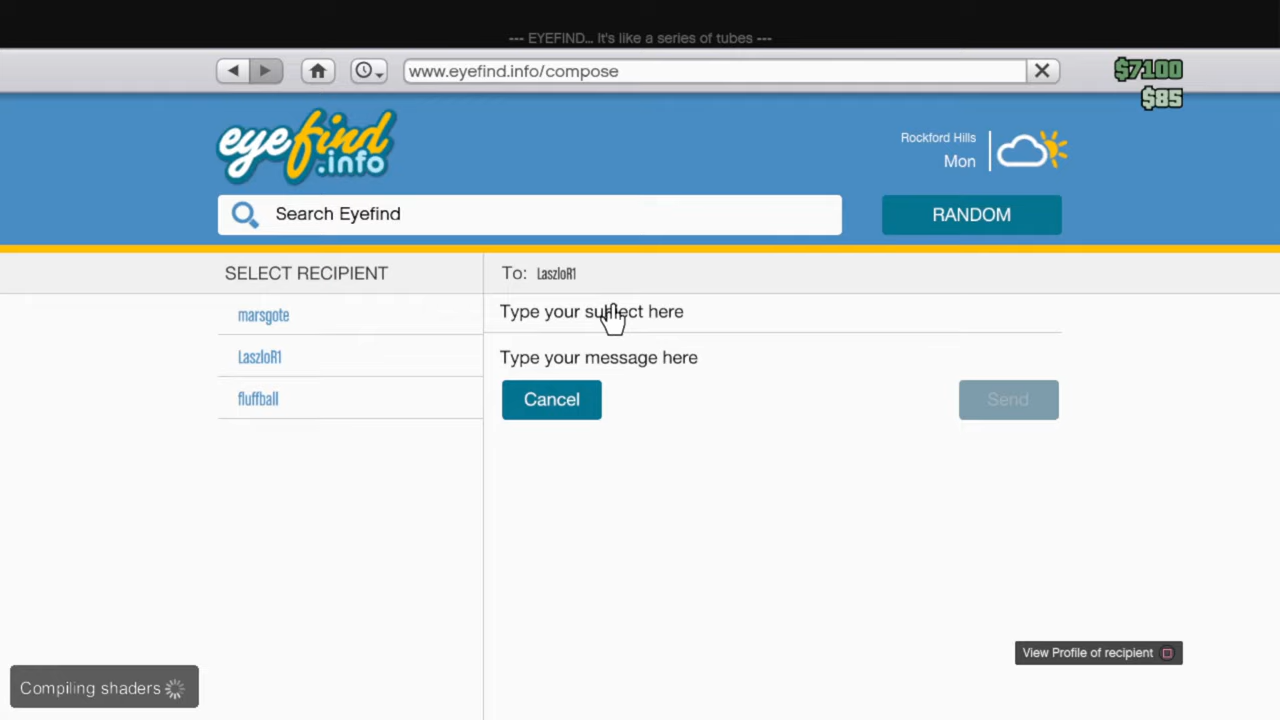 --- EYEFIND... It's like a series of tubes ---
www.eyefind.info/compose
$7100
$85
eyefind
.info
Rockford Hills
Mon
Search Eyefind
RANDOM
SELECT RECIPIENT
To: LaszloR1
marsgote
Type your subject here
LaszloR1
Type your message here
fluffball
Cancel
Send
View Profile of recipient
Compiling shaders